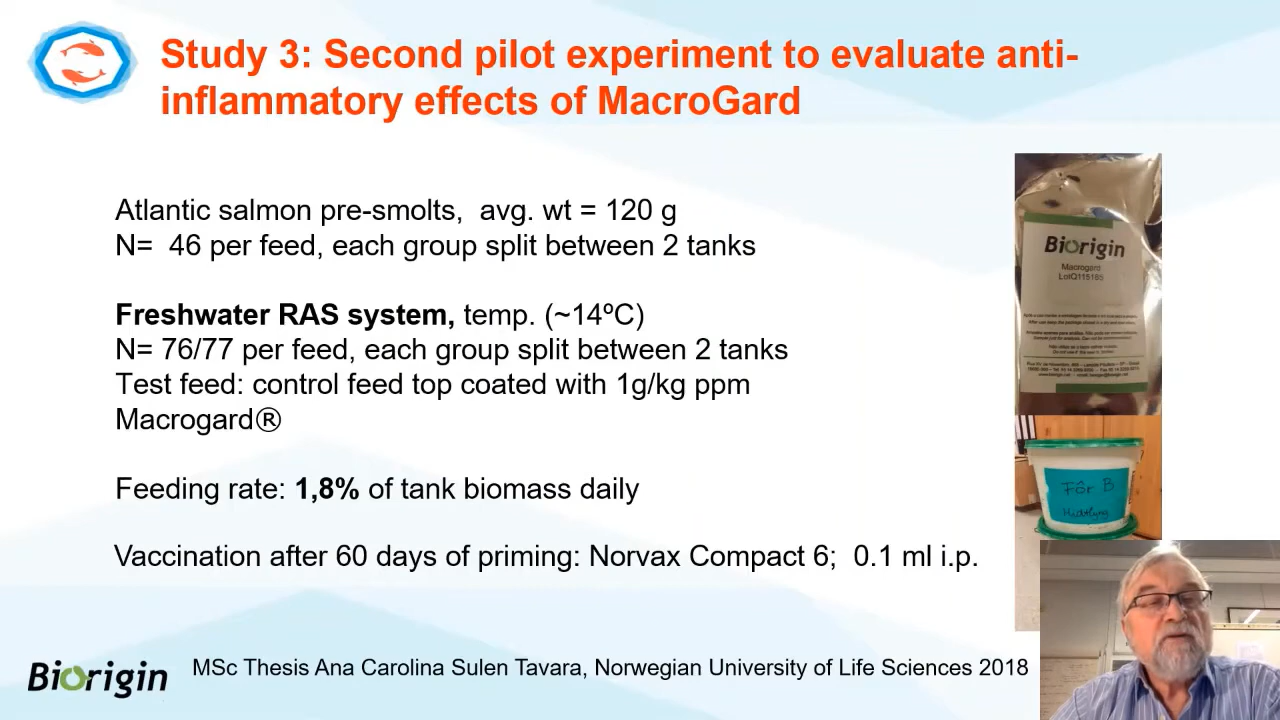 Study 3: Second pilot experiment to evaluate anti-
inflammatory effects of MacroGard
Atlantic salmon pre-smolts, avg. wt = 120 g
N= 46 per feed, each group split between 2 tanks
Freshwater RAS system, temp. (~14ºC)
N= 76/77 per feed, each group split between 2 tanks
Test feed: control feed top coated with 1g/kg ppm
Macrogard®
Feeding rate: 1,8% of tank biomass daily
Vaccination after 60 days of priming: Norvax Compact 6; 0.1 ml i.p.
Biorigin
Macrogard
LotQ115165
Fôr B
Biorigin
MSc Thesis Ana Carolina Sulen Tavara, Norwegian University of Life Sciences 2018